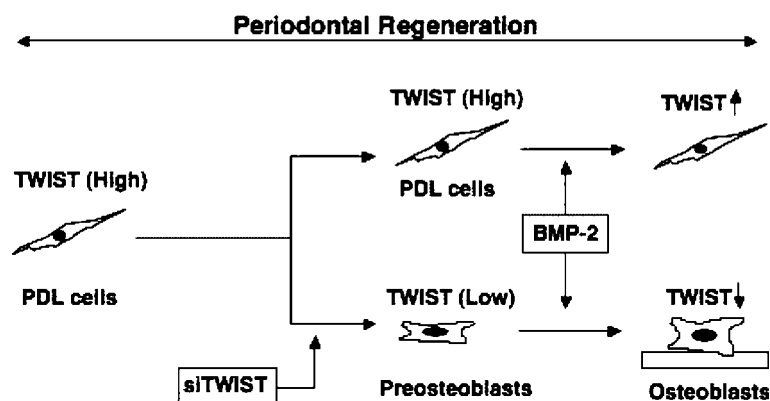 Periodontal Regeneration
TWIST (High)
TWIST
TWIST (High)
PDL cells
BMP-2
PDL cells
TWIST (Low)
TWIST
siTWIST
Preosteoblasts
Osteoblasts